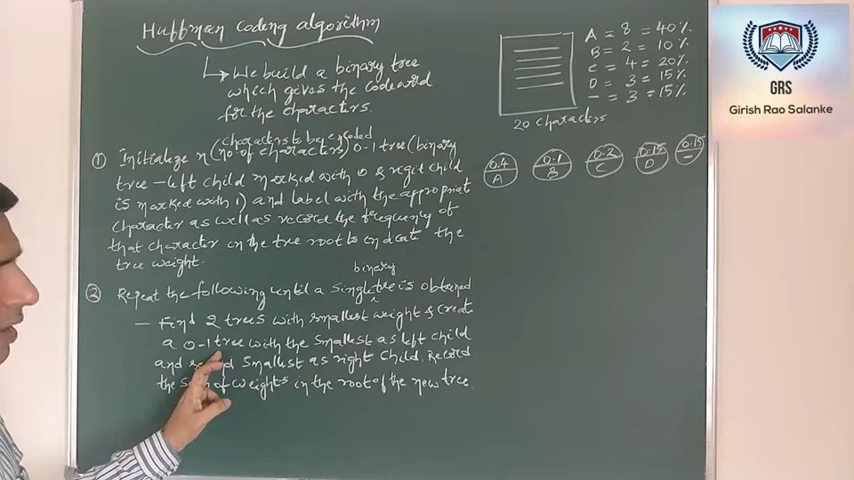 Huffman Coding algorithm
We build a binary tree
which gives the codeword
for the characters.
characters to be encoded
① Initialize n (no. of characters) 0-1 tree (binary
tree - left child marked with 0 & right child
is marked with 1) and label with the appropriat
character as well as record the frequency of
that character in the tree root to indicate the
tree weight.
binary
② Repeat the following until a single tree is obtained
- Find 2 trees with smallest weight & create
a 0-1 tree with the smallest as left child
and smallest as right child. Record
the of weights in the root of the new tree.
A = 8 = 40%
B = 2 = 10%
C = 4 = 20%
D = 3 = 15%
- = 3 = 15%
20 characters
0.4 0.1 0.2 0.15 0.15
A B C D -
GRS
Girish Rao Salanke